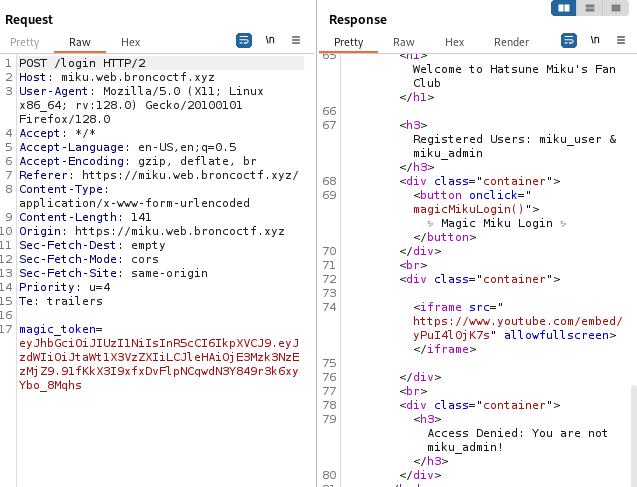 Request
Pretty Raw Hex \n
1 POST /login HTTP/2
2 Host: miku.web.broncoctf.xyz
3 User-Agent: Mozilla/5.0 (X11; Linux
x86_64; rv:128.0) Gecko/20100101
Firefox/128.0
4 Accept: */*
5 Accept-Language: en-US,en;q=0.5
6 Accept-Encoding: gzip, deflate, br
7 Referer: https://miku.web.broncoctf.xyz/
8 Content-Type:
application/x-www-form-urlencoded
9 Content-Length: 141
10 Origin: https://miku.web.broncoctf.xyz
11 Sec-Fetch-Dest: empty
12 Sec-Fetch-Mode: cors
13 Sec-Fetch-Site: same-origin
14 Priority: u=4
15 Te: trailers
16
17 magic_token=
eyJhbGciOiJIUzI1NiIsInR5cCI6IkpXVCJ9.eyJ
zdWIiOiJtaWt1X3VzZXIiLCJleHAiOjE3Mzk3NzE
zMjZ9.91fKkX3I9xfxDvFlpNCqwdN3Y849r3k6xy
Ybo_8Mqhs
Response
Pretty Raw Hex Render \n
65 <h1>
Welcome to Hatsune Miku's Fan
Club
</h1>
66
67 <h3>
Registered Users: miku_user &
miku_admin
</h3>
68 <div class="container">
69 <button onclick="
magicMikuLogin()">
Magic Miku Login
</button>
70 </div>
71 <br>
72 <div class="container">
73
74 <iframe src="
https://www.youtube.com/embed/
yPuI4l0jK7s" allowfullscreen>
</iframe>
75
76 </div>
77 <br>
78 <div class="container">
79 <h3>
Access Denied: You are not
miku_admin!
</h3>
80 </div>